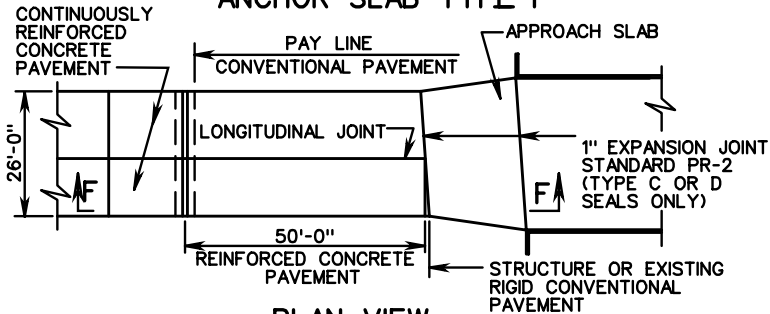 ANCHOR SLAB TYPE I
CONTINUOUSLY
REINFORCED
CONCRETE
PAVEMENT
PAY LINE
CONVENTIONAL PAVEMENT
APPROACH SLAB
26'-0"
LONGITUDINAL JOINT
1" EXPANSION JOINT
STANDARD PR-2
(TYPE C OR D
SEALS ONLY)
F
F
50'-0"
REINFORCED CONCRETE
PAVEMENT
STRUCTURE OR EXISTING
RIGID CONVENTIONAL
PAVEMENT
PLAN VIEW